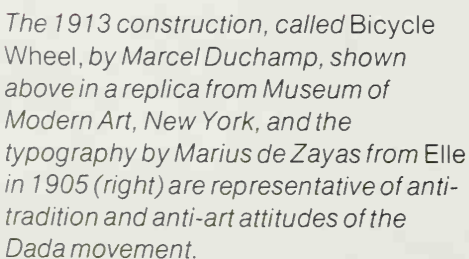 The 1913 construction, called Bicycle
Wheel, by Marcel Duchamp, shown
above in a replica from Museum of
Modern Art, New York, and the
typography by Marius de Zayas from Elle
in 1905 (right) are representative of anti-
tradition and anti-art attitudes of the
Dada movement.